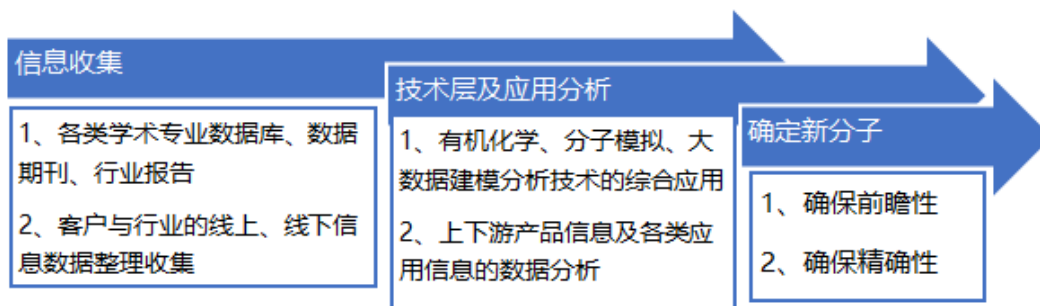 信息收集
1、各类学术专业数据库、数据
期刊、行业报告
2、客户与行业的线上、线下信
息数据整理收集
技术层及应用分析
1、有机化学、分子模拟、大
数据建模分析技术的综合应用
2、上下游产品信息及各类应
用信息的数据分析
确定新分子
1、确保前瞻性
2、确保精确性